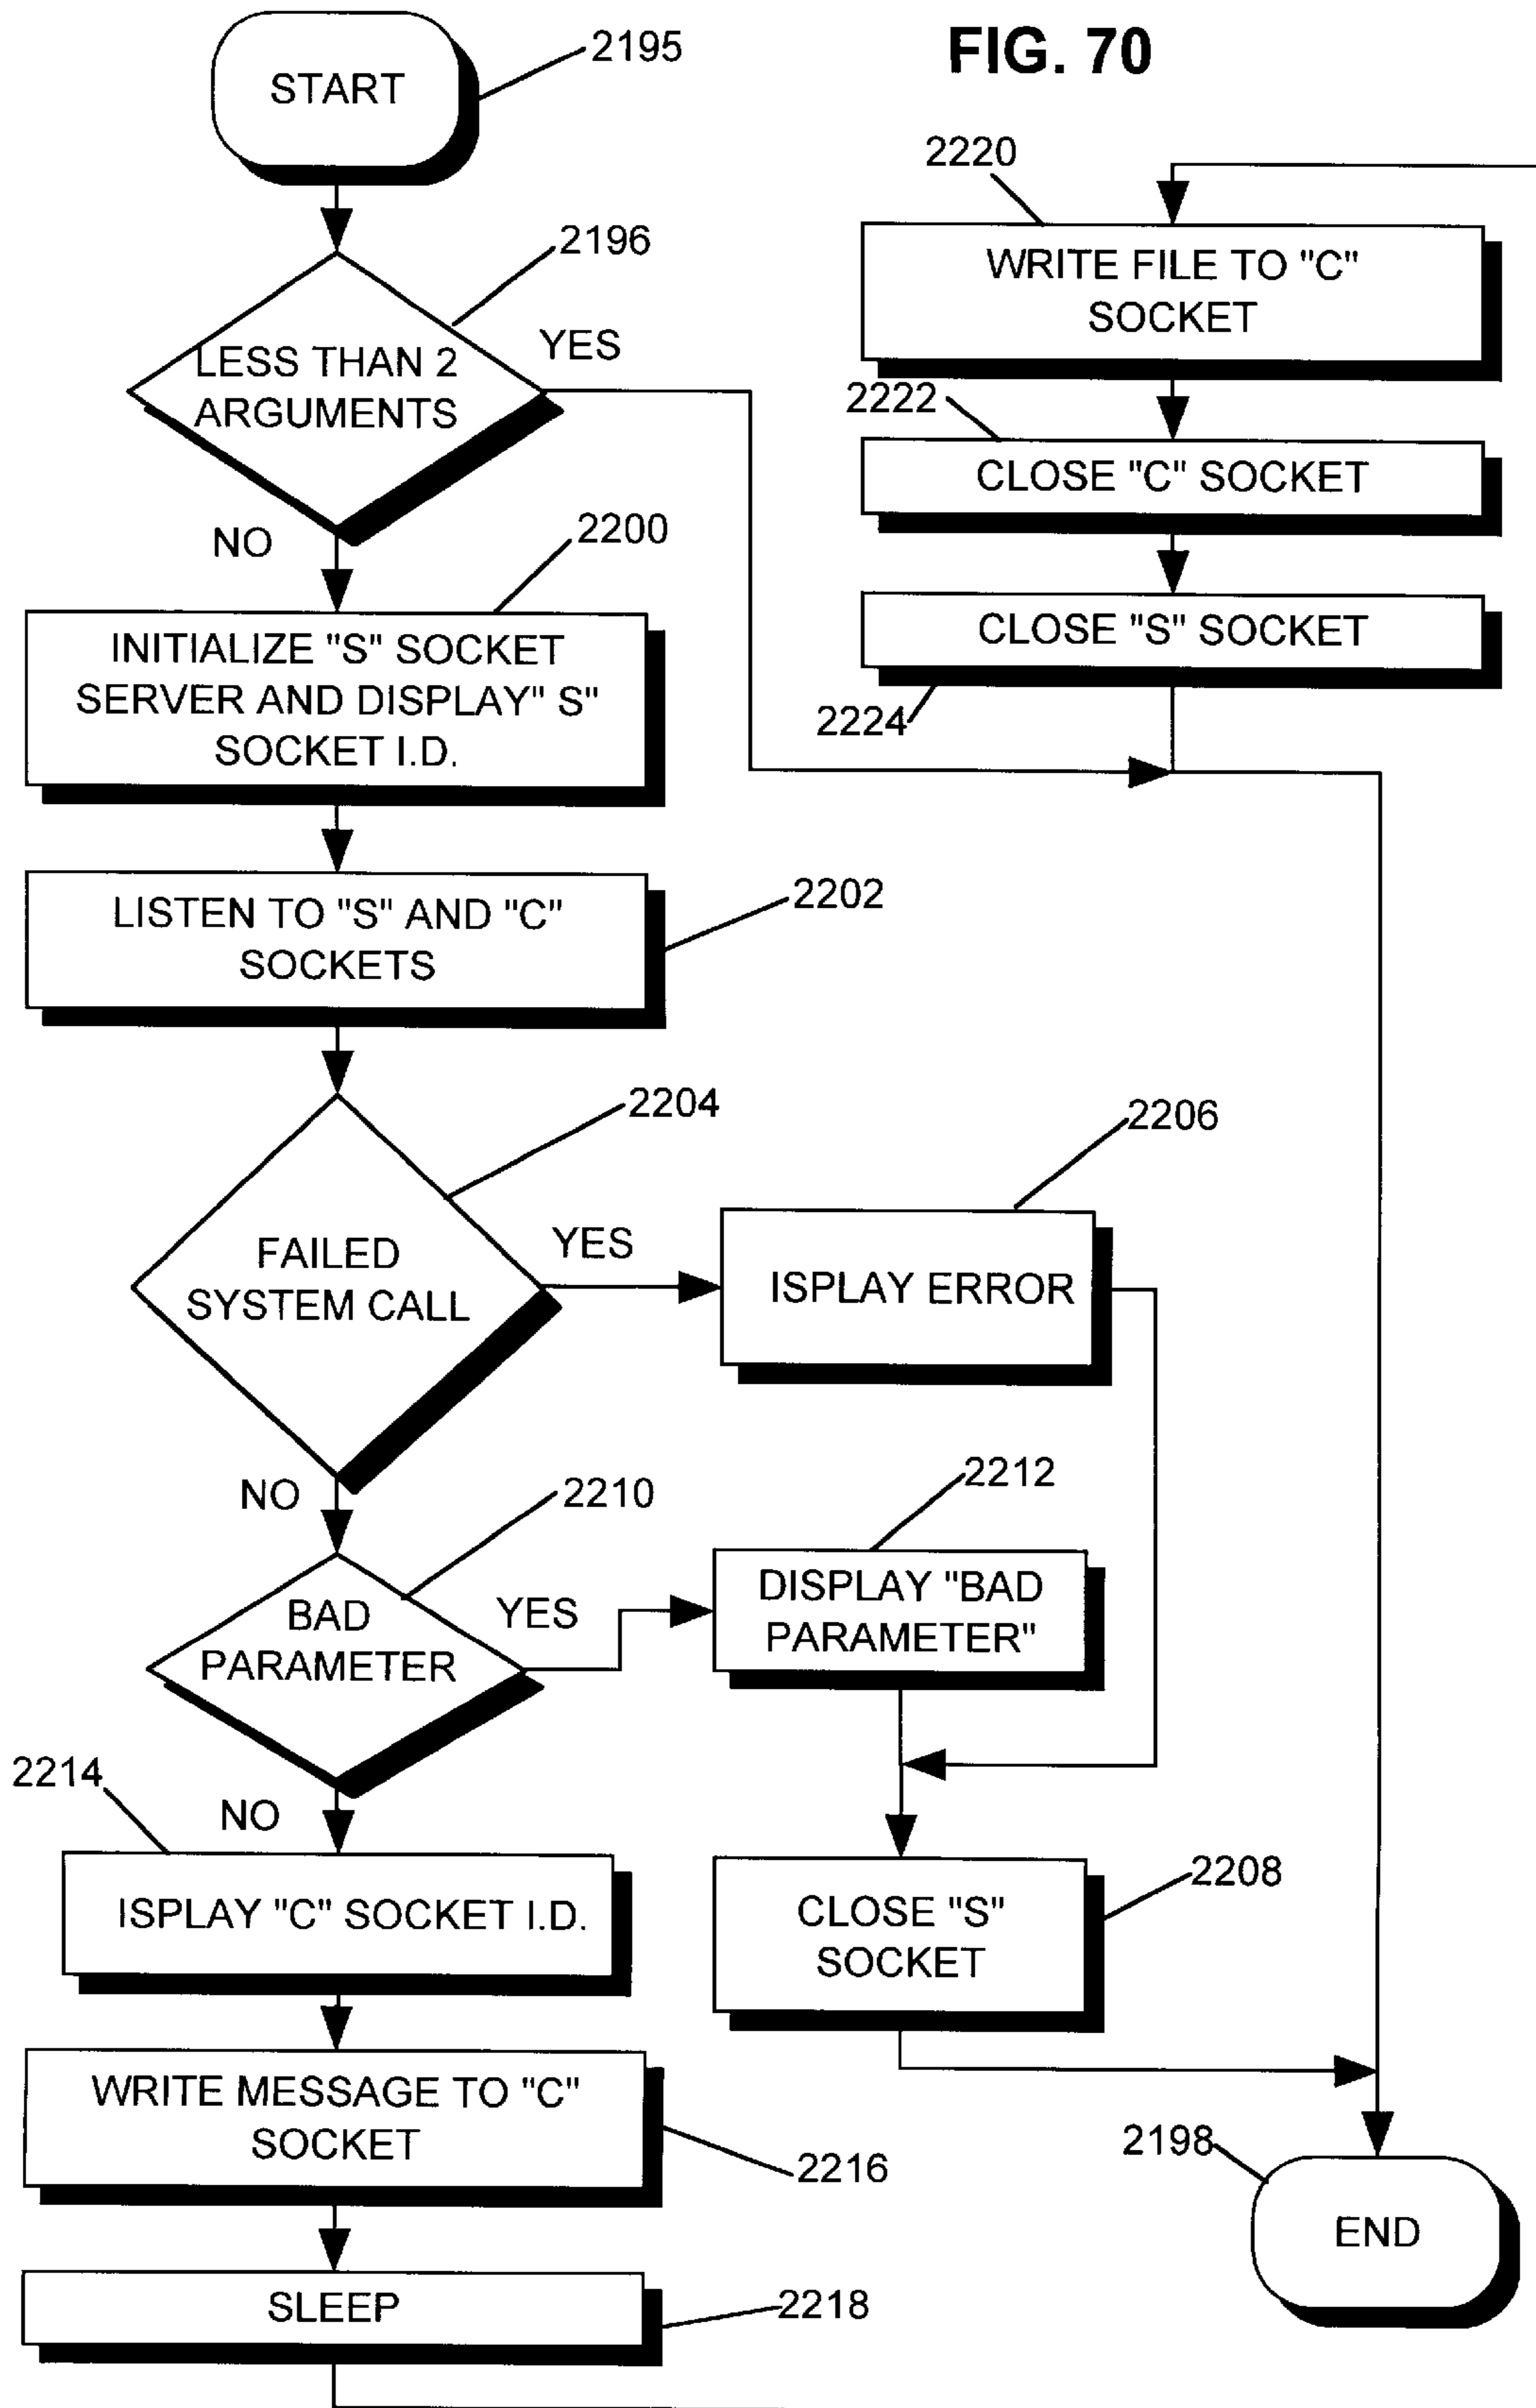 FIG. 70
START
2195
2196
LESS THAN 2
ARGUMENTS
YES
NO
2200
INITIALIZE "S" SOCKET
SERVER AND DISPLAY" S"
SOCKET I.D.
2202
LISTEN TO "S" AND "C"
SOCKETS
2204
FAILED
SYSTEM CALL
YES
2206
ISPLAY ERROR
NO
2210
BAD
PARAMETER
YES
2212
DISPLAY "BAD
PARAMETER"
2208
CLOSE "S"
SOCKET
NO
2214
ISPLAY "C" SOCKET I.D.
WRITE MESSAGE TO "C"
SOCKET
2216
SLEEP
2218
2220
WRITE FILE TO "C"
SOCKET
2222
CLOSE "C" SOCKET
CLOSE "S" SOCKET
2224
2198
END